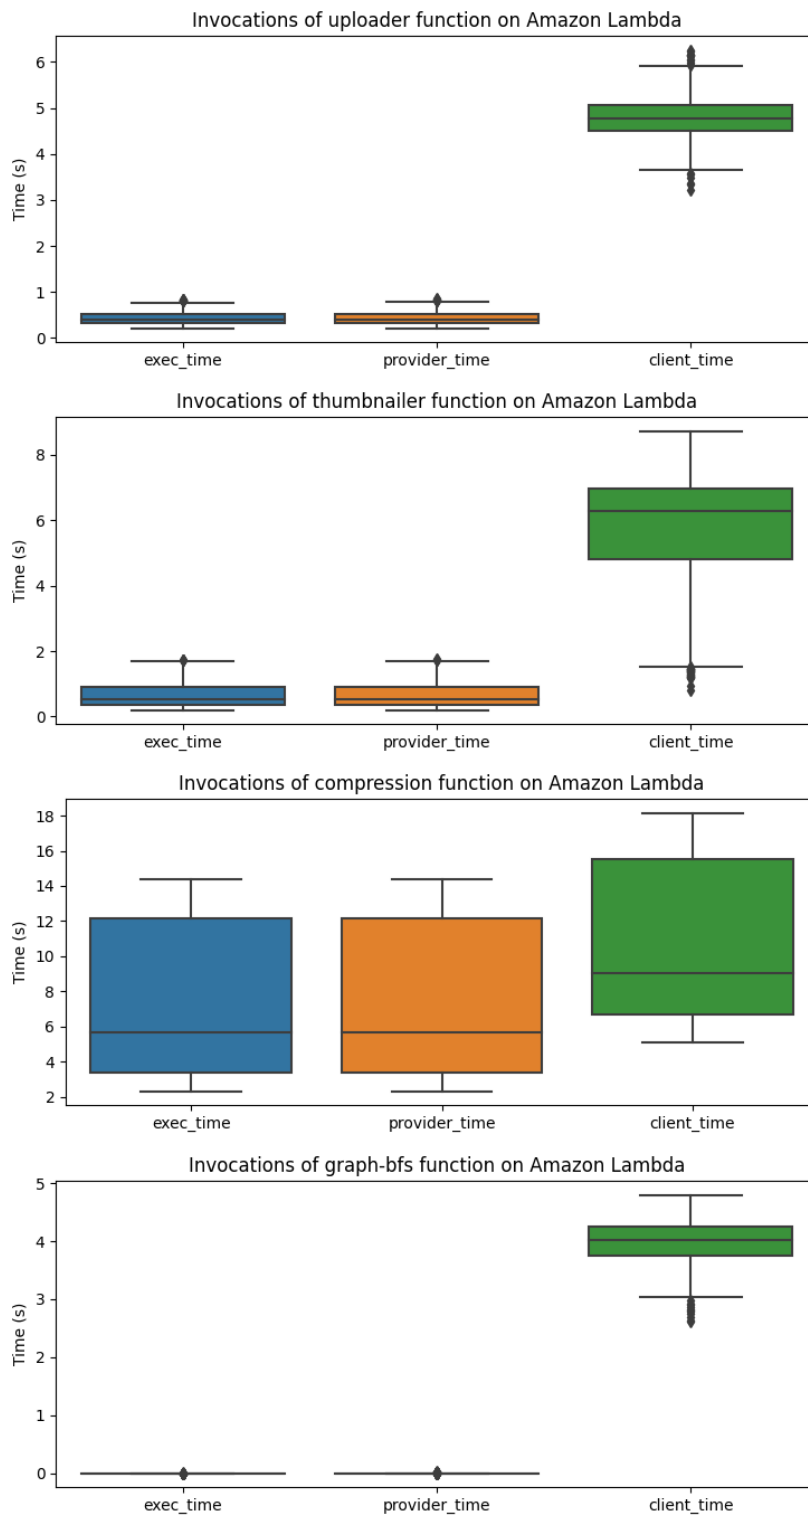 Invocations of uploader function on Amazon Lambda
6
5
4
3
2
1
0
Time (s)
exec_time provider_time client_time
Invocations of thumbnailer function on Amazon Lambda
8
6
4
2
0
Time (s)
exec_time provider_time client_time
Invocations of compression function on Amazon Lambda
18
16
14
12
10
8
6
4
2
Time (s)
exec_time provider_time client_time
Invocations of graph-bfs function on Amazon Lambda
5
4
3
2
1
0
Time (s)
exec_time provider_time client_time